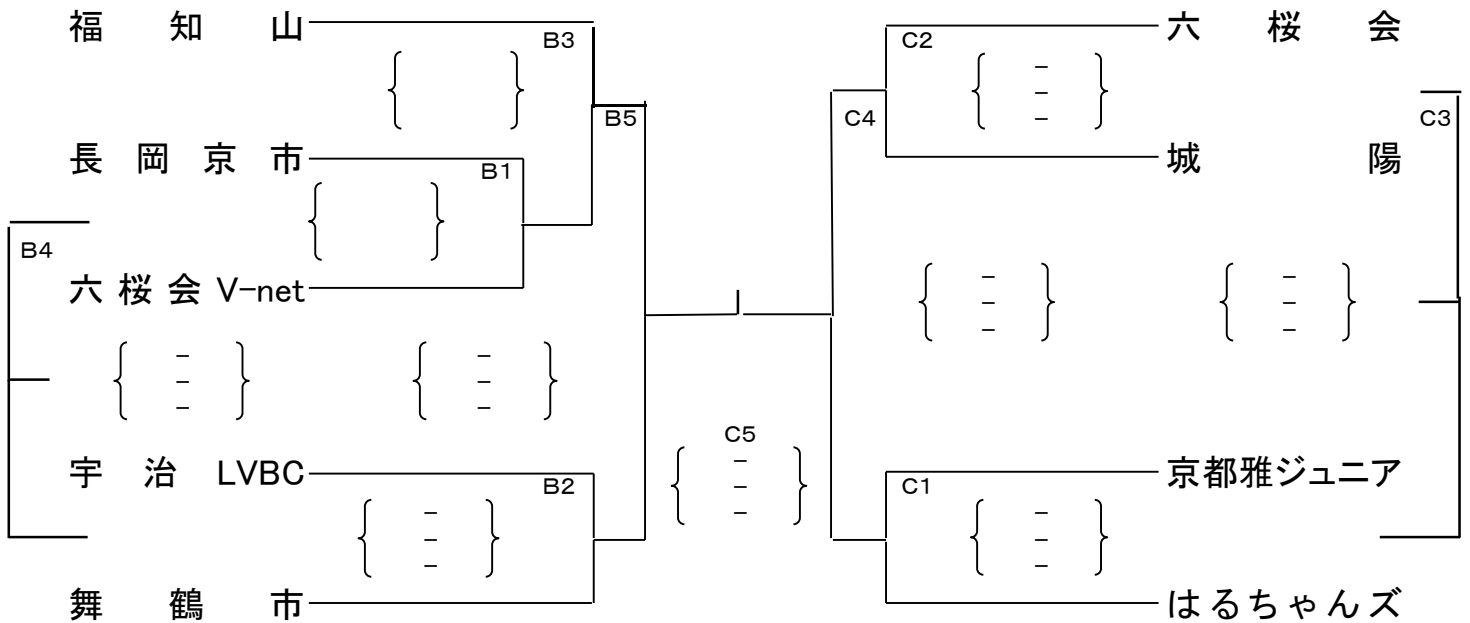 福知山
B3
C2
六桜会
－
－
－
B5
C4
C3
長岡京市
B1
城陽
B4
六桜会 V-net
－ － －
－ － －
－ － －
－ －
－ －
－ －
C5
宇治 LVBC
B2
－
－
－
C1
京都雅ジュニア
－ －
－ －
－ －
舞鶴市
はるちゃんズ